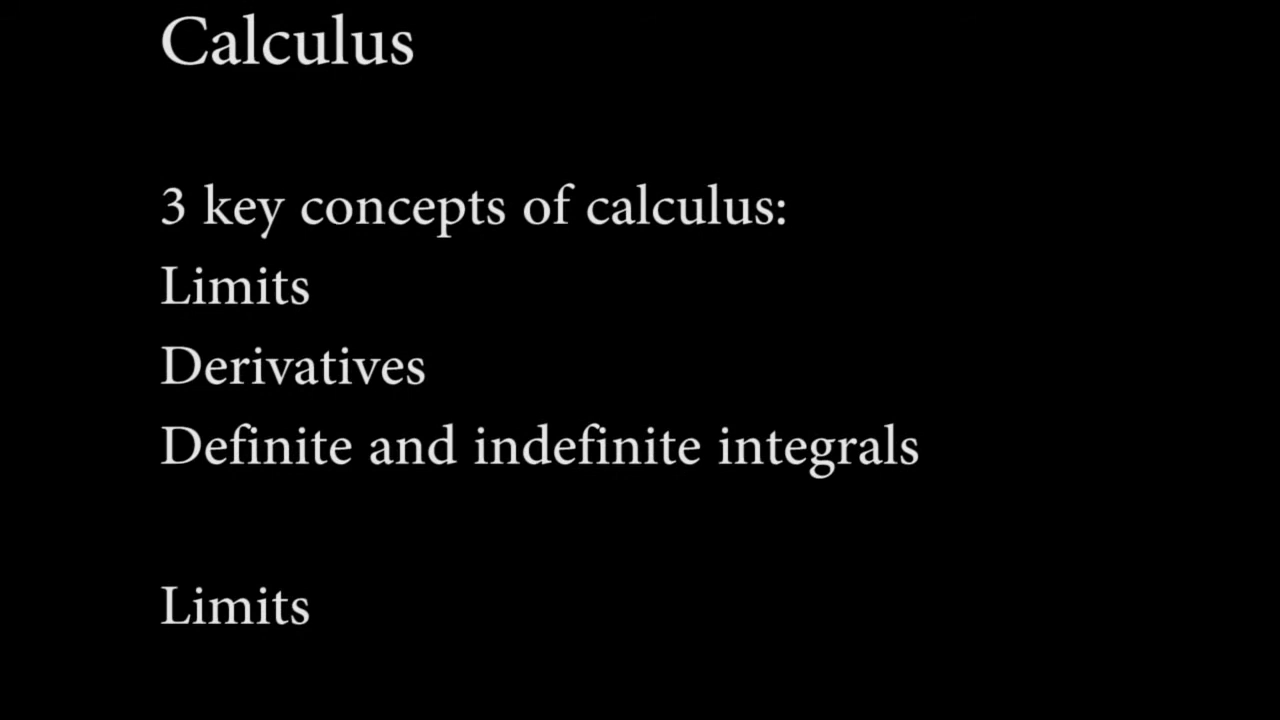 Calculus
3 key concepts of calculus:
Limits
Derivatives
Definite and indefinite integrals
Limits